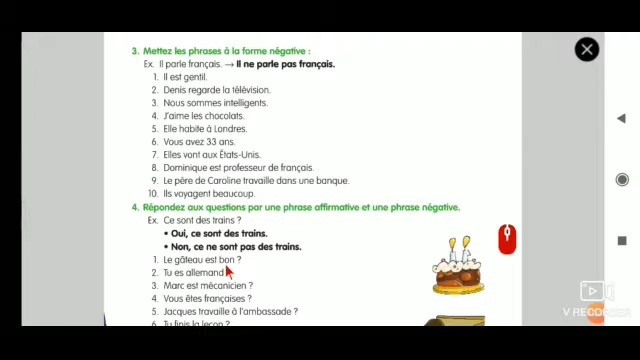 3. Mettez les phrases à la forme négative :
Ex. Il parle français. → Il ne parle pas français.
1. Il est gentil.
2. Denis regarde la télévision.
3. Nous sommes intelligents.
4. J'aime les chocolats.
5. Elle habite à Londres.
6. Vous avez 33 ans.
7. Elles vont aux États-Unis.
8. Dominique est professeur de français.
9. Le père de Caroline travaille dans une banque.
10. Ils voyagent beaucoup.
4. Répondez aux questions par une phrase affirmative et une phrase négative.
Ex. Ce sont des trains ?
• Oui, ce sont des trains.
• Non, ce ne sont pas des trains.
1. Le gâteau est bon ?
2. Tu es allemand
3. Marc est mécanicien ?
4. Vous êtes françaises ?
5. Jacques travaille à l'ambassade ?
6. Tu finis la leçon ?
V RECORDER